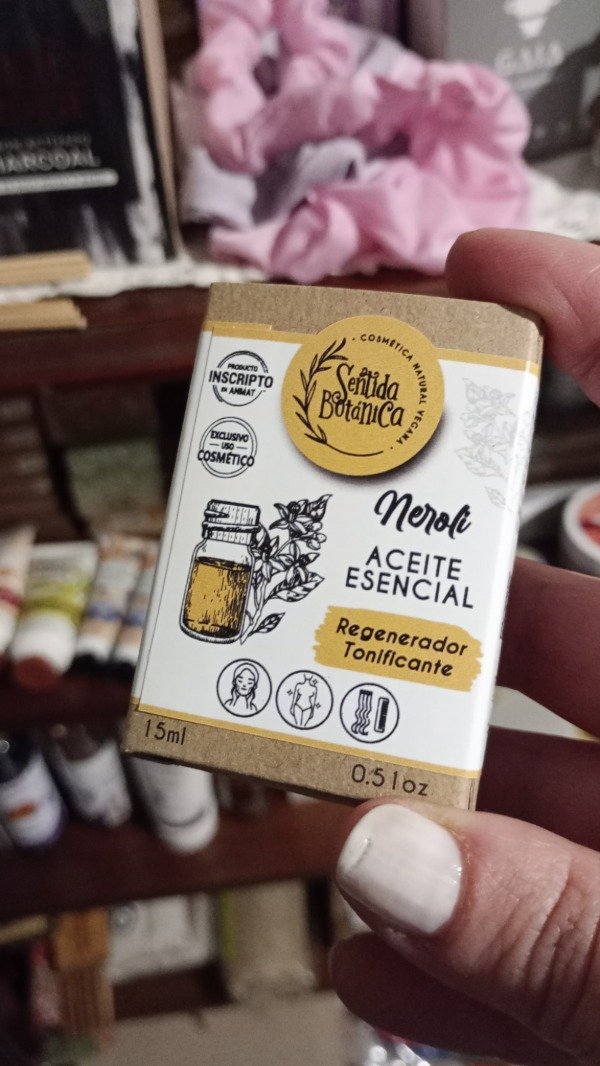 CHARCOAL
GAIA
PRODUCTO
INSCRIPTO
EN ANMAT
EXCLUSIVO
USO
COSMÉTICO
• COSMÉTICA NATURAL VEGANA •
Sentida
Botánica
Neroli
ACEITE
ESENCIAL
Regenerador
Tonificante
15ml
0.51oz